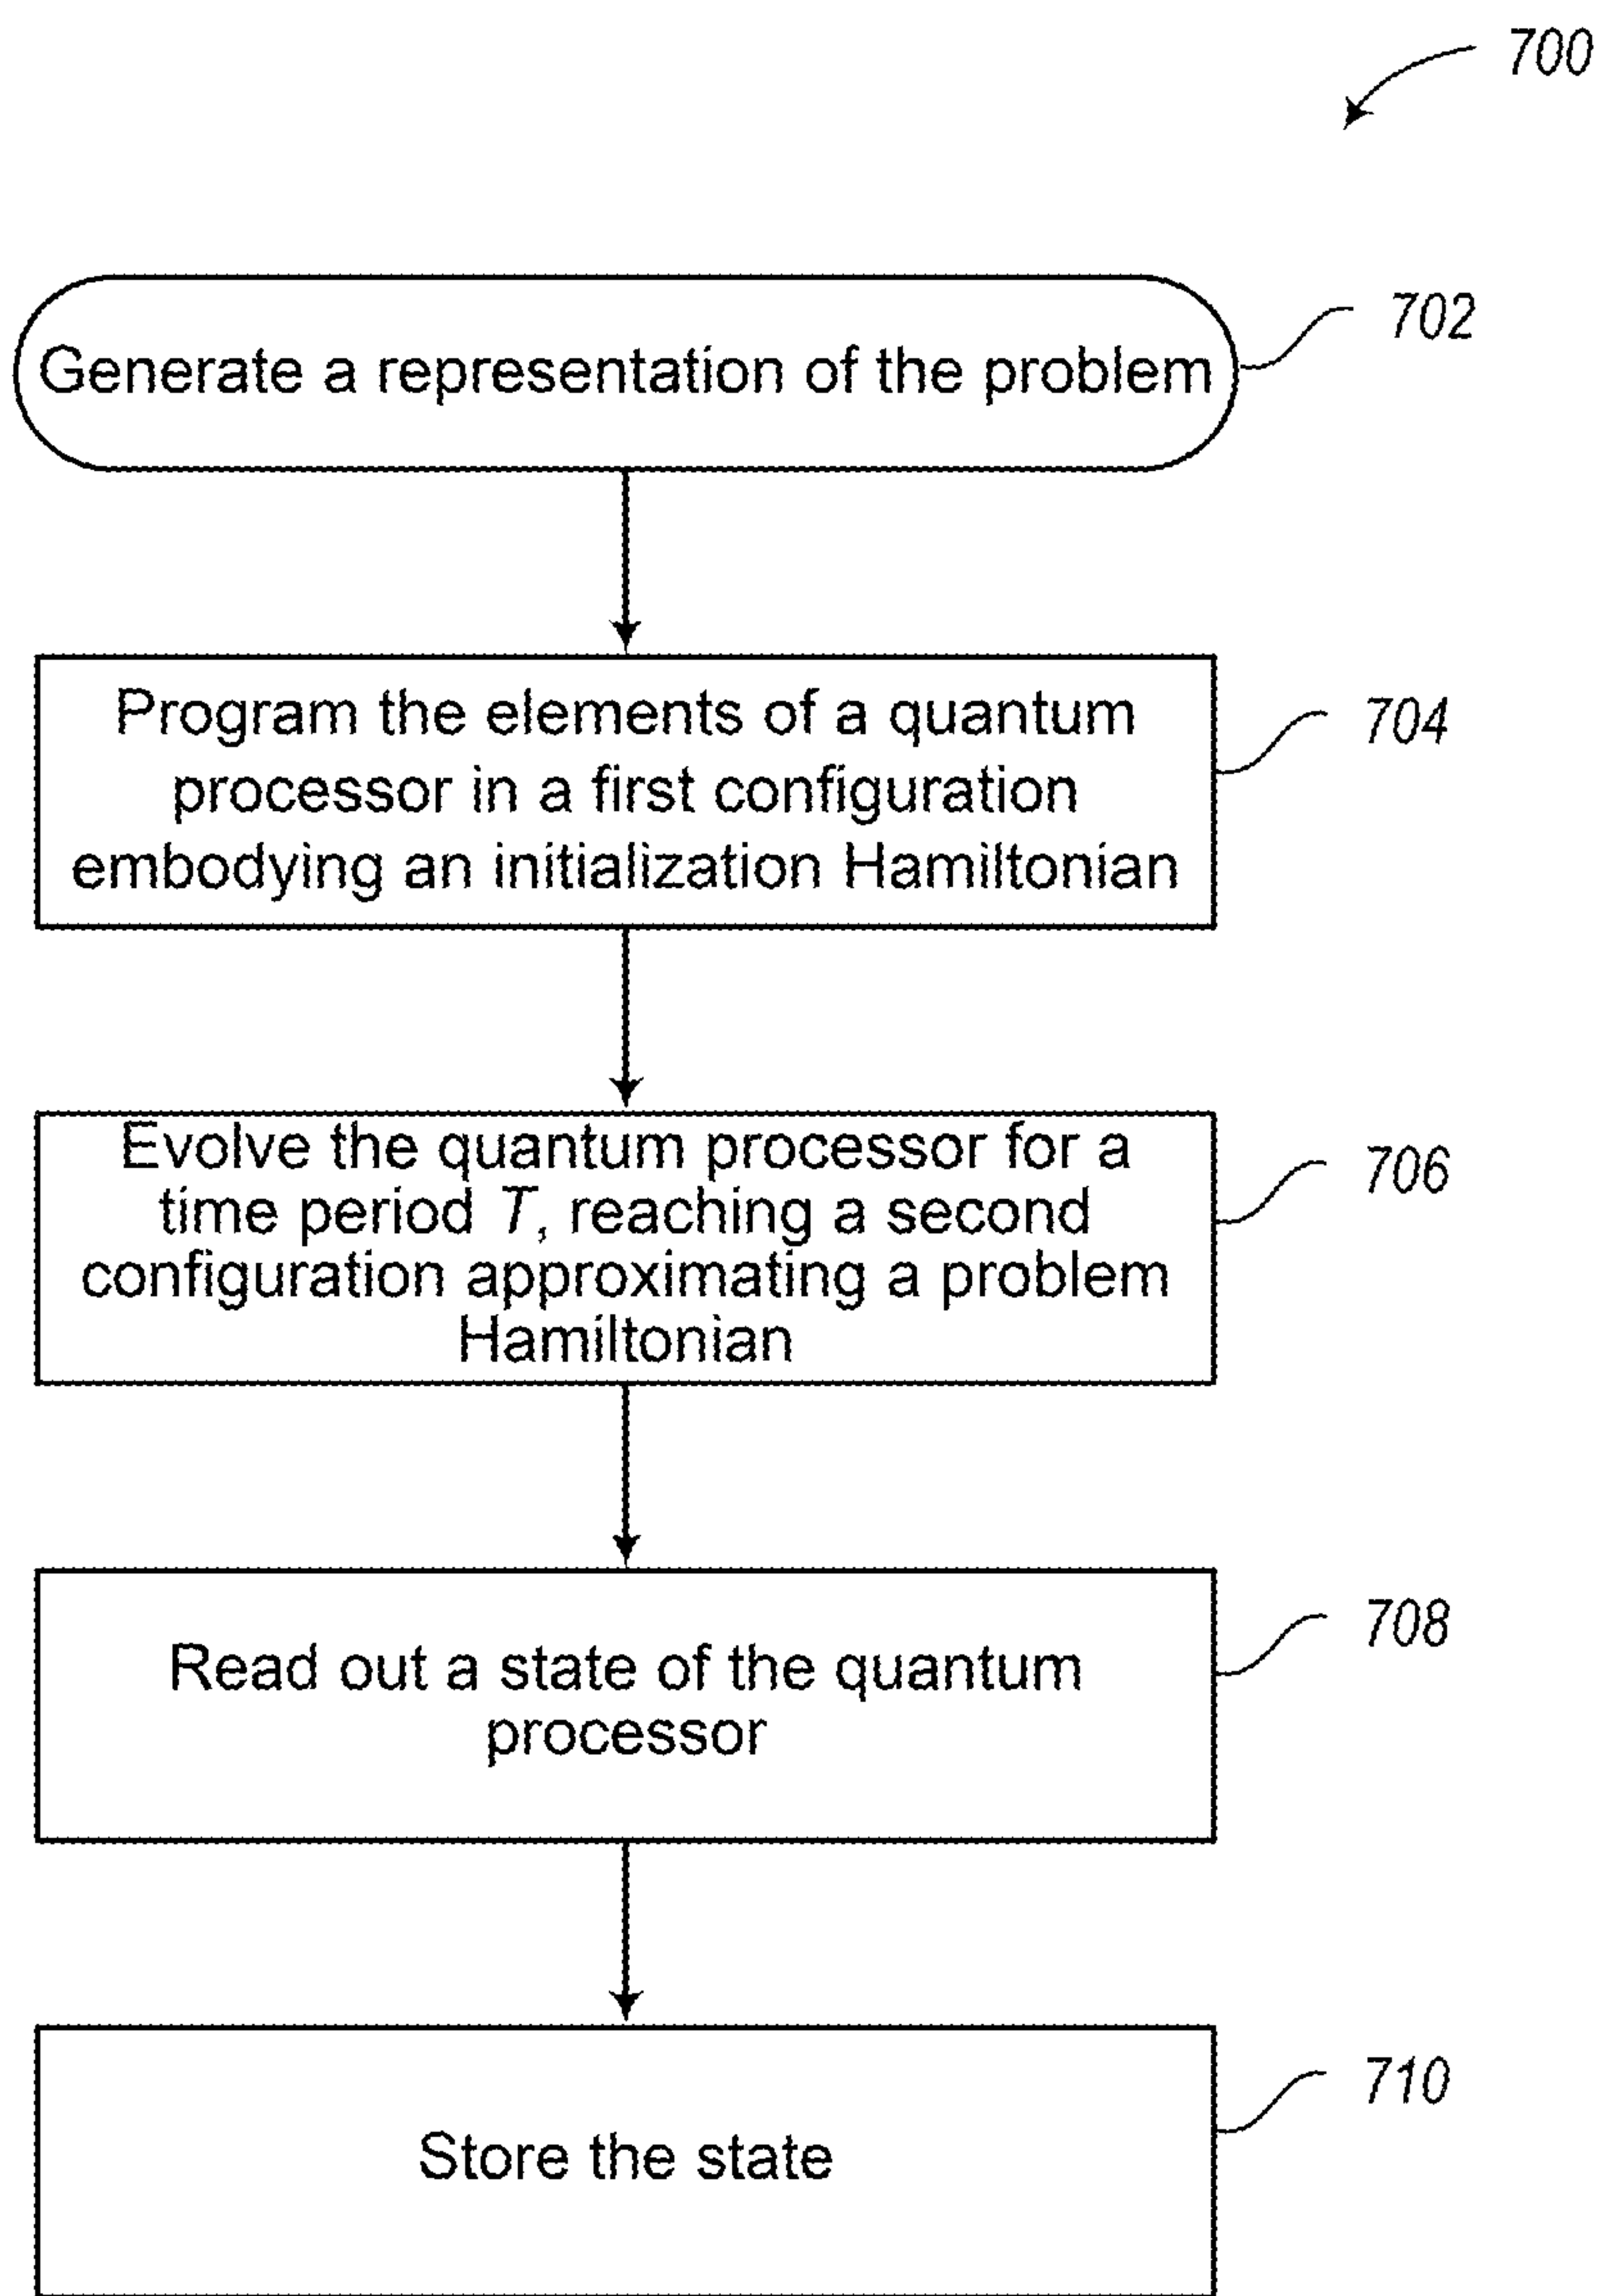 700
Generate a representation of the problem
702
Program the elements of a quantum
processor in a first configuration
embodying an initialization Hamiltonian
704
Evolve the quantum processor for a
time period T, reaching a second
configuration approximating a problem
Hamiltonian
706
Read out a state of the quantum
processor
708
Store the state
710